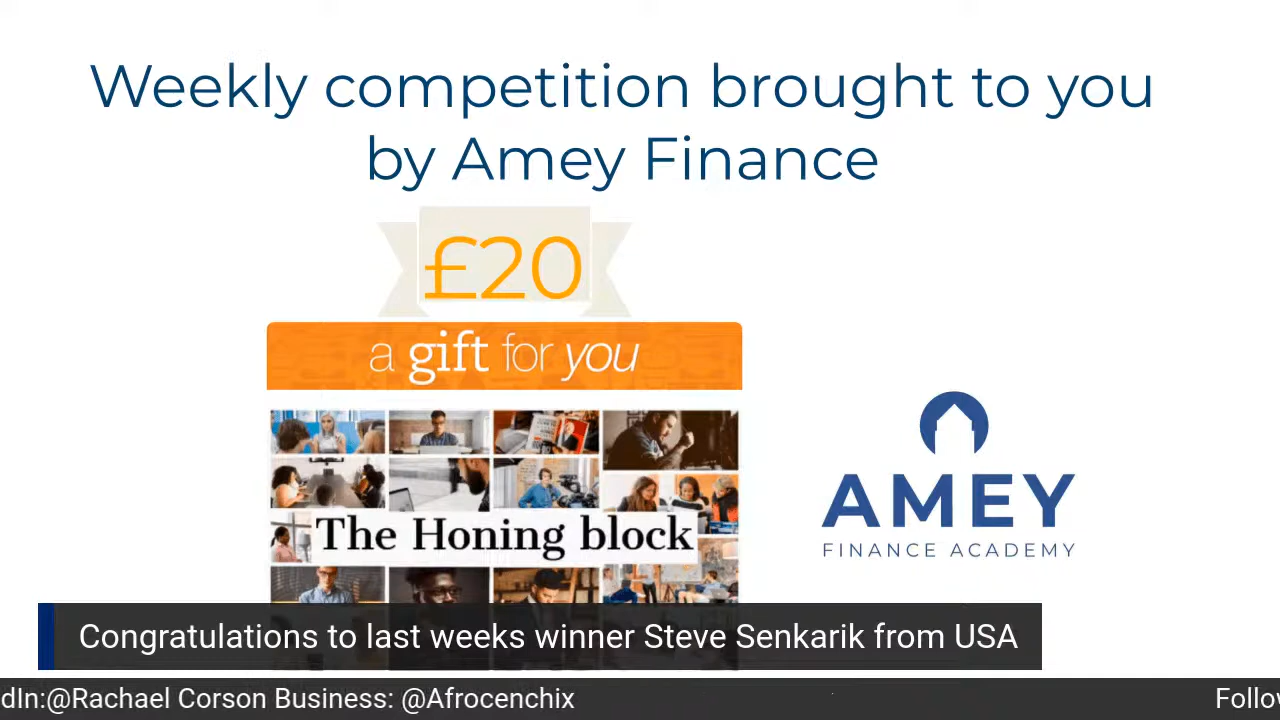 Weekly competition brought to you
by Amey Finance
£20
a gift for you
The Honing block
AMEY
FINANCE ACADEMY
Congratulations to last weeks winner Steve Senkarik from USA
dIn:@Rachael Corson Business: @Afrocenchix
Follow